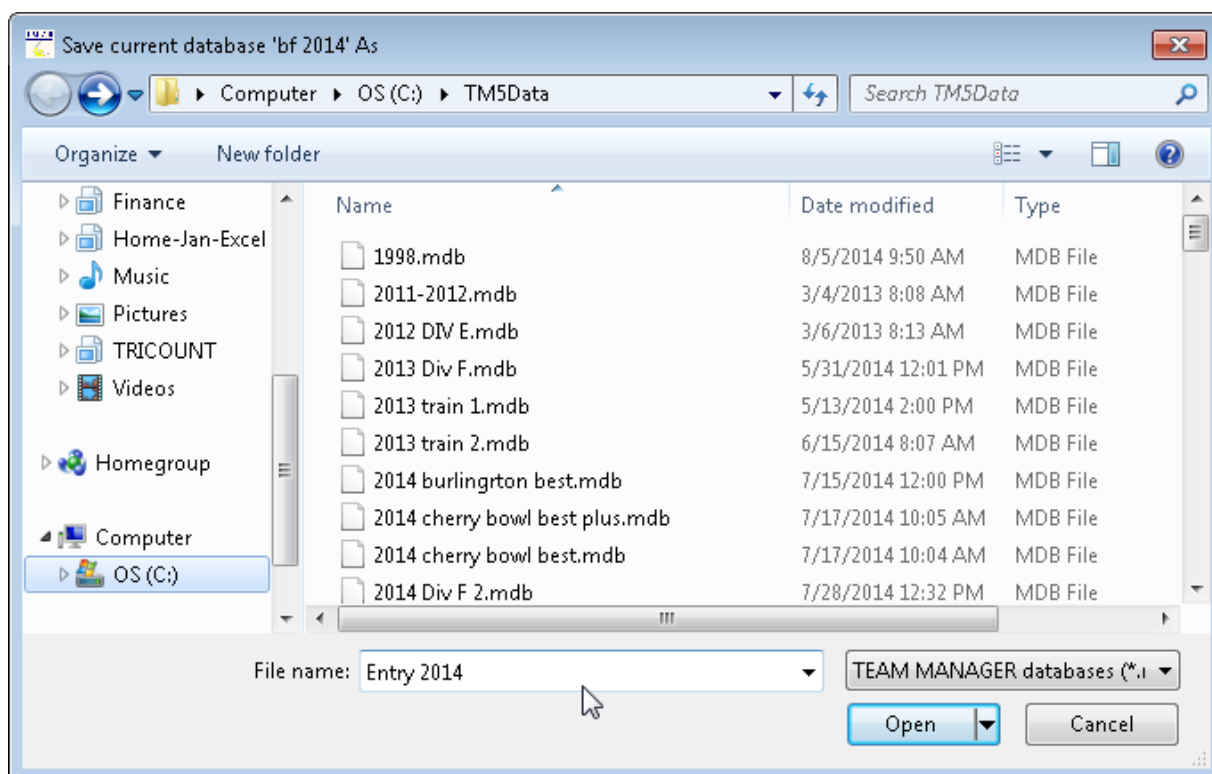 Save current database 'bf 2014' As
Computer OS (C:) TM5Data Search TM5Data
Organize New folder
Finance
Home-Jan-Excel
Music
Pictures
TRICOUNT
Videos
Homegroup
Computer
OS (C:)
Name Date modified Type
1998.mdb 8/5/2014 9:50 AM MDB File
2011-2012.mdb 3/4/2013 8:08 AM MDB File
2012 DIV E.mdb 3/6/2013 8:13 AM MDB File
2013 Div F.mdb 5/31/2014 12:01 PM MDB File
2013 train 1.mdb 5/13/2014 2:00 PM MDB File
2013 train 2.mdb 6/15/2014 8:07 AM MDB File
2014 burlingrton best.mdb 7/15/2014 12:00 PM MDB File
2014 cherry bowl best plus.mdb 7/17/2014 10:05 AM MDB File
2014 cherry bowl best.mdb 7/17/2014 10:04 AM MDB File
2014 Div F 2.mdb 7/28/2014 12:32 PM MDB File
File name: Entry 2014 TEAM MANAGER databases (*.
Open Cancel